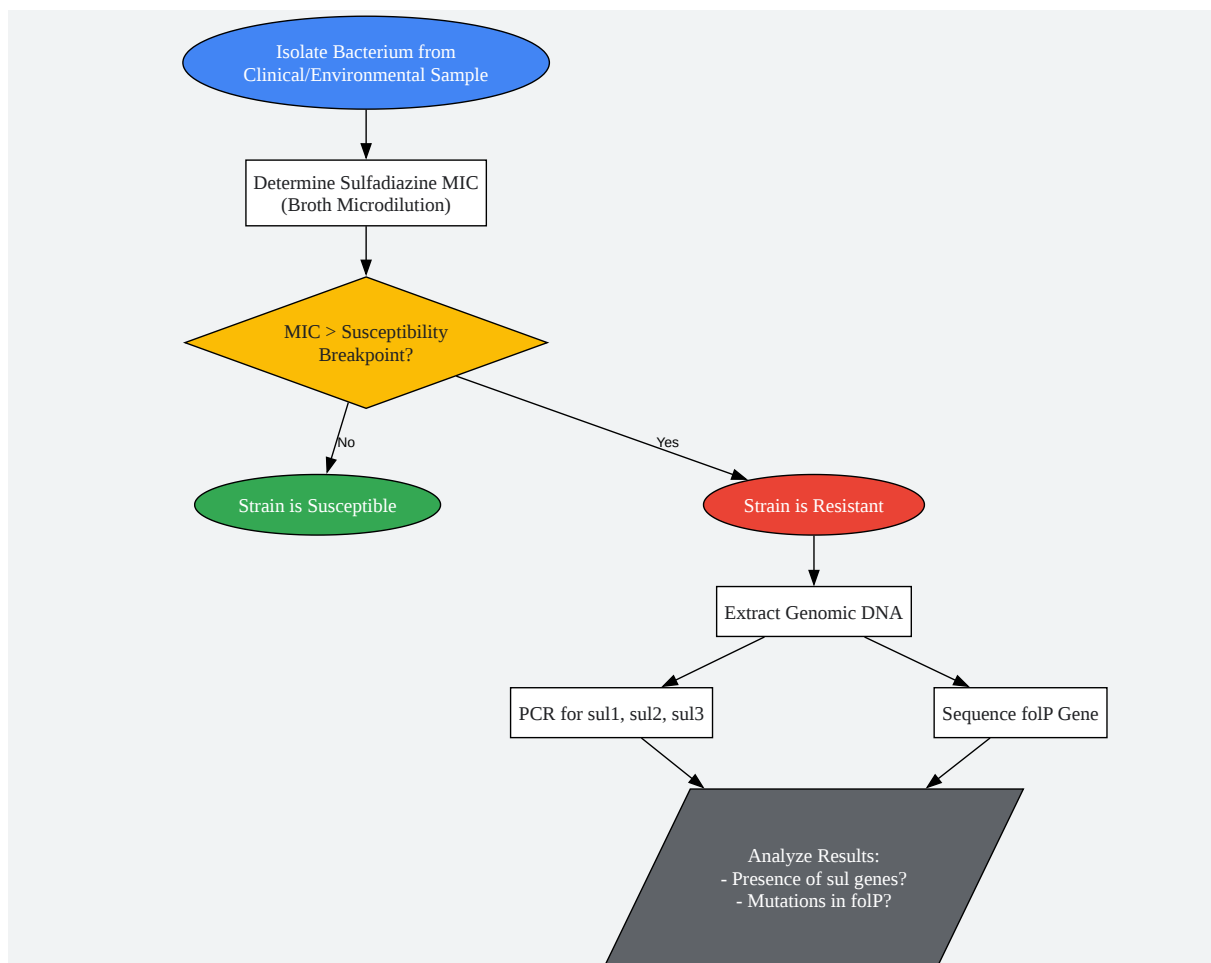 Isolate Bacterium from
Clinical/Environmental Sample
Determine Sulfadiazine MIC
(Broth Microdilution)
MIC > Susceptibility
Breakpoint?
No
Yes
Strain is Susceptible
Strain is Resistant
Extract Genomic DNA
PCR for sul1, sul2, sul3
Sequence folP Gene
Analyze Results:
- Presence of sul genes?
- Mutations in folP?